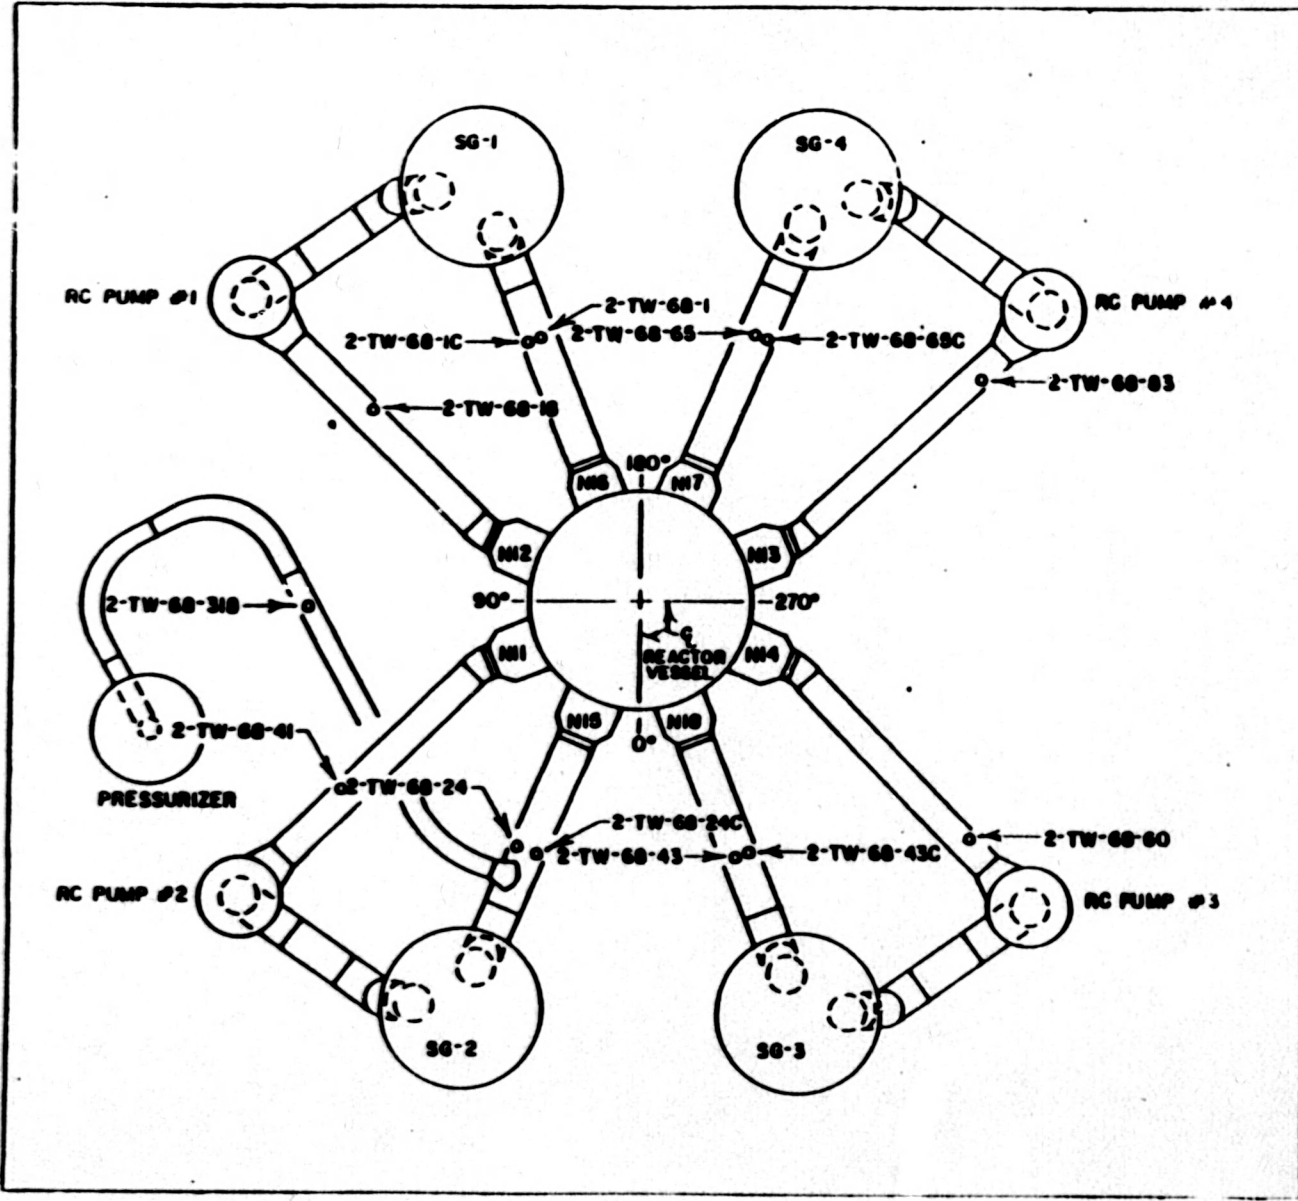 SG-1
SG-4
RC PUMP #1
RC PUMP #4
2-TW-68-1
2-TW-68-1C
2-TW-68-65
2-TW-68-65C
2-TW-68-83
2-TW-68-18
180°
N16
N17
N12
N13
90°
270°
2-TW-68-318
℄
REACTOR
VESSEL
N11
N14
N15
N18
0°
2-TW-68-41
PRESSURIZER
2-TW-68-24
2-TW-68-24C
2-TW-68-43
2-TW-68-43C
2-TW-68-60
RC PUMP #2
RC PUMP #3
SG-2
SG-3